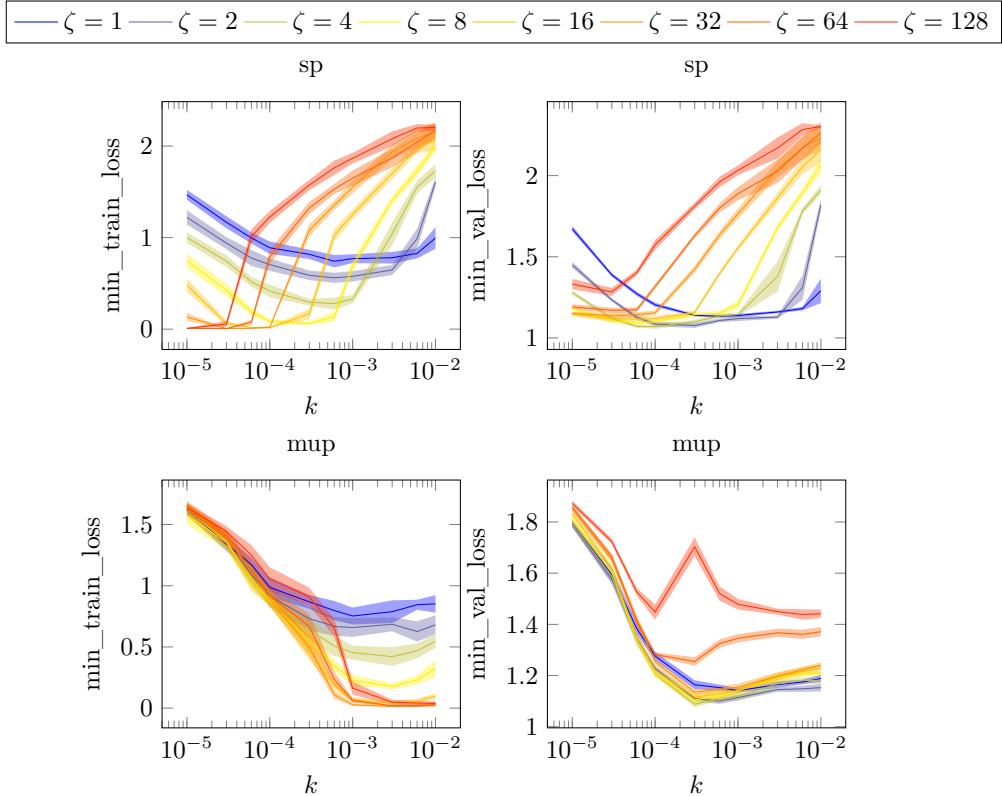 ζ = 1 ζ = 2 ζ = 4 ζ = 8 ζ = 16 ζ = 32 ζ = 64 ζ = 128
sp
min_train_loss
2
1
0
10⁻⁵ 10⁻⁴ 10⁻³ 10⁻²
k
sp
min_val_loss
2
1.5
1
10⁻⁵ 10⁻⁴ 10⁻³ 10⁻²
k
mup
min_train_loss
1.5
1
0.5
0
10⁻⁵ 10⁻⁴ 10⁻³ 10⁻²
k
mup
min_val_loss
1.8
1.6
1.4
1.2
1
10⁻⁵ 10⁻⁴ 10⁻³ 10⁻²
k